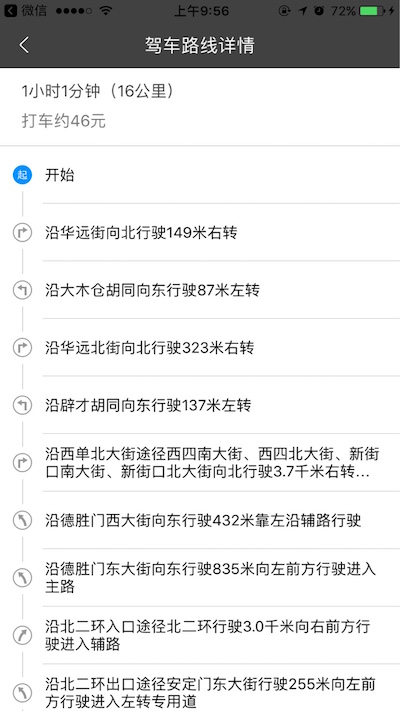 微信 上午9:56 72%
驾车路线详情
1小时1分钟（16公里）
打车约46元
起 开始
沿华远街向北行驶149米右转
沿大木仓胡同向东行驶87米左转
沿华远北街向北行驶323米右转
沿辟才胡同向东行驶137米左转
沿西单北大街途径西四南大街、西四北大街、新街
口南大街、新街口北大街向北行驶3.7千米右转...
沿德胜门西大街向东行驶432米靠左沿辅路行驶
沿德胜门东大街向东行驶835米向左前方行驶进入
主路
沿北二环入口途径北二环行驶3.0千米向右前方行
驶进入辅路
沿北二环出口途径安定门东大街行驶255米向左前
方行驶进入左转专用道